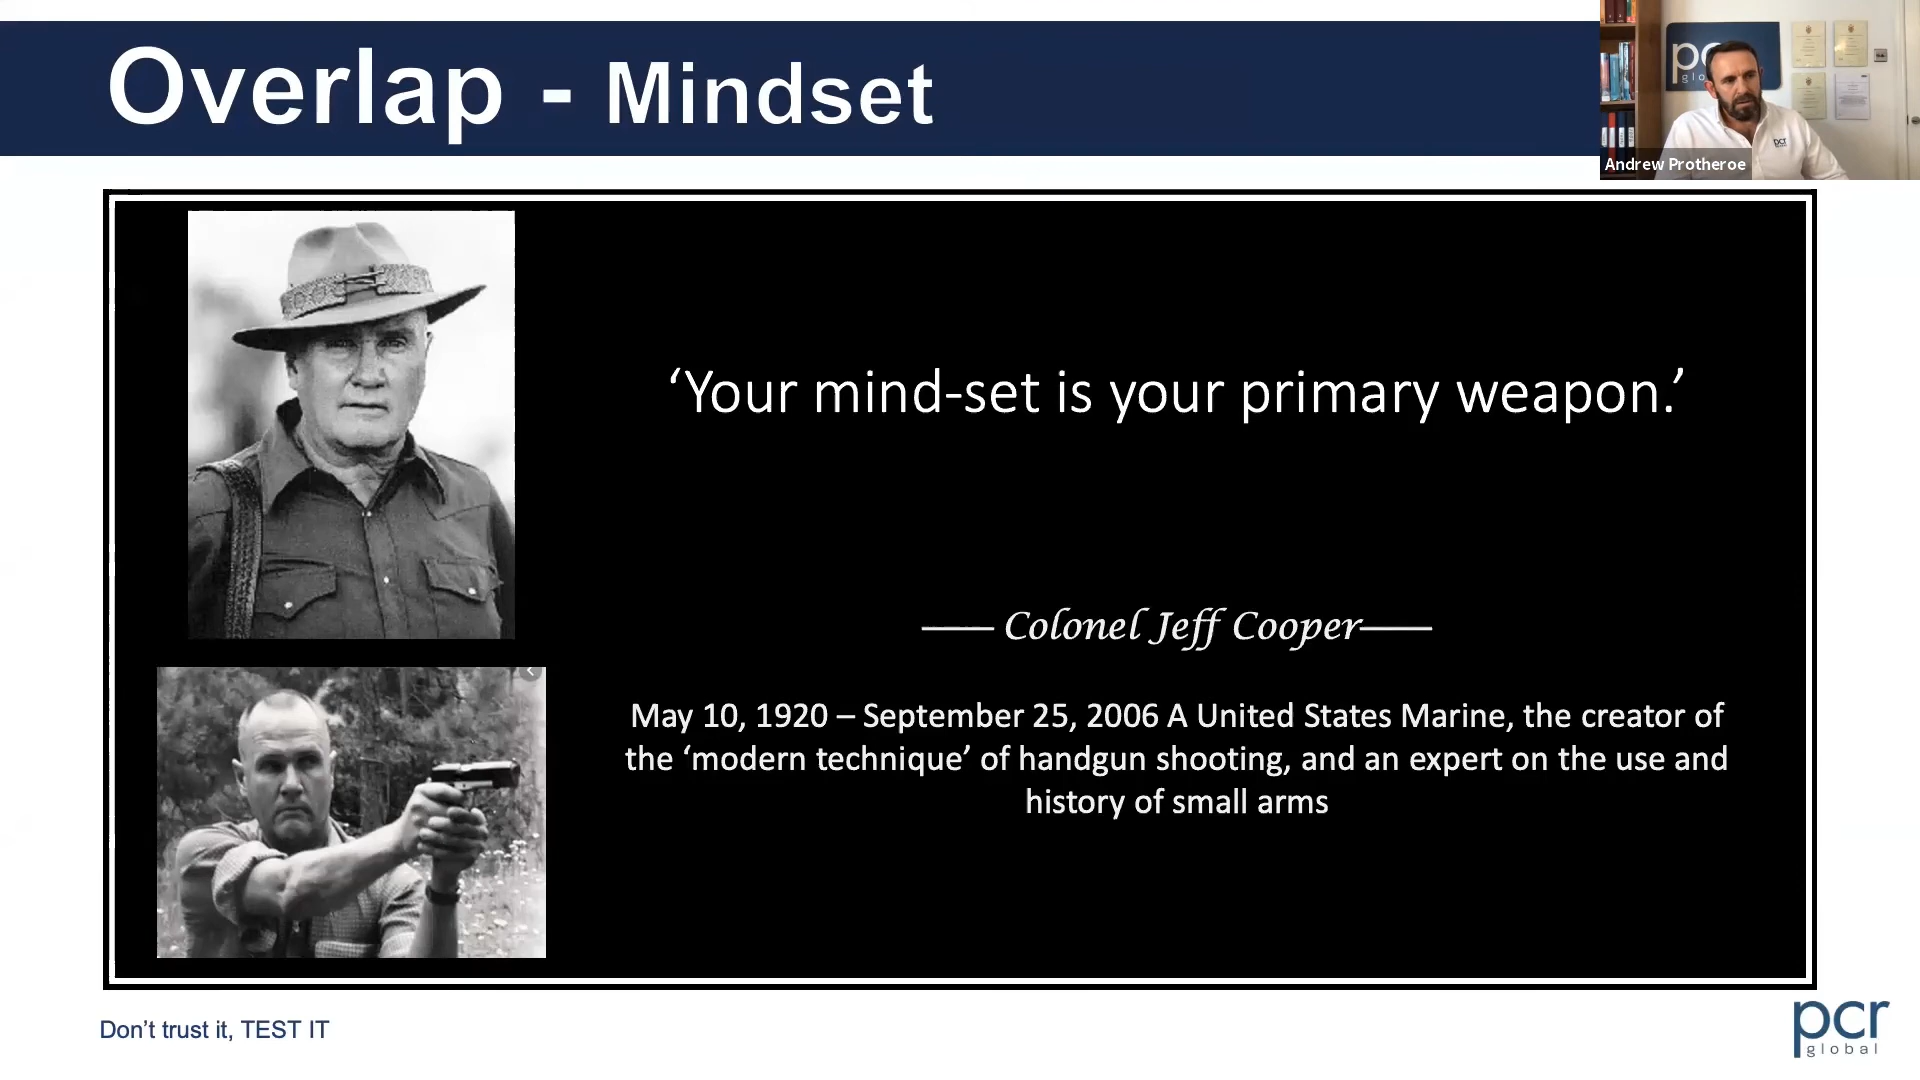 Overlap - Mindset
pcr
Andrew Protheroe
‘Your mind-set is your primary weapon.’
Colonel Jeff Cooper
May 10, 1920 – September 25, 2006 A United States Marine, the creator of
the ‘modern technique’ of handgun shooting, and an expert on the use and
history of small arms
Don’t trust it, TEST IT
pcr
global